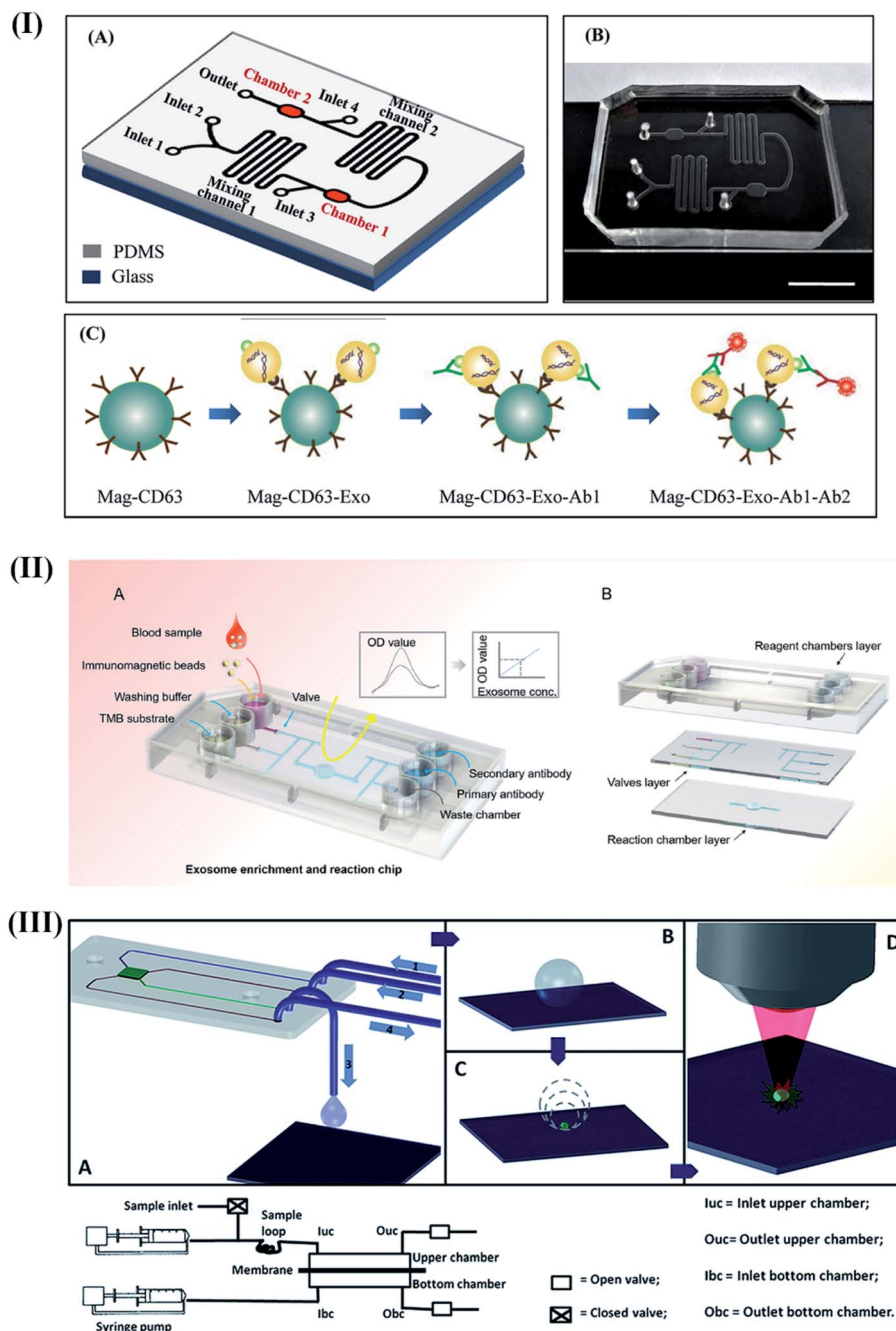 (I)
(A)
Outlet
Chamber 2
Inlet 4
Mixing
channel 2
Inlet 2
Inlet 1
Mixing
channel 1
Inlet 3
Chamber 1
PDMS
Glass
(B)
(C)
Mag-CD63
Mag-CD63-Exo
Mag-CD63-Exo-Ab1
Mag-CD63-Exo-Ab1-Ab2
(II)
A
Blood sample
Immunomagnetic beads
Washing buffer
TMB substrate
Valve
OD value
OD value
Exosome conc.
Secondary antibody
Primary antibody
Waste chamber
Exosome enrichment and reaction chip
B
Reagent chambers layer
Valves layer
Reaction chamber layer
(III)
1
2
4
3
A
B
C
D
Sample inlet
Sample
loop
Iuc
Ouc
Membrane
Upper chamber
Bottom chamber
Ibc
Obc
Syringe pump
= Open valve;
= Closed valve;
Iuc = Inlet upper chamber;
Ouc= Outlet upper chamber;
Ibc = Inlet bottom chamber;
Obc = Outlet bottom chamber.